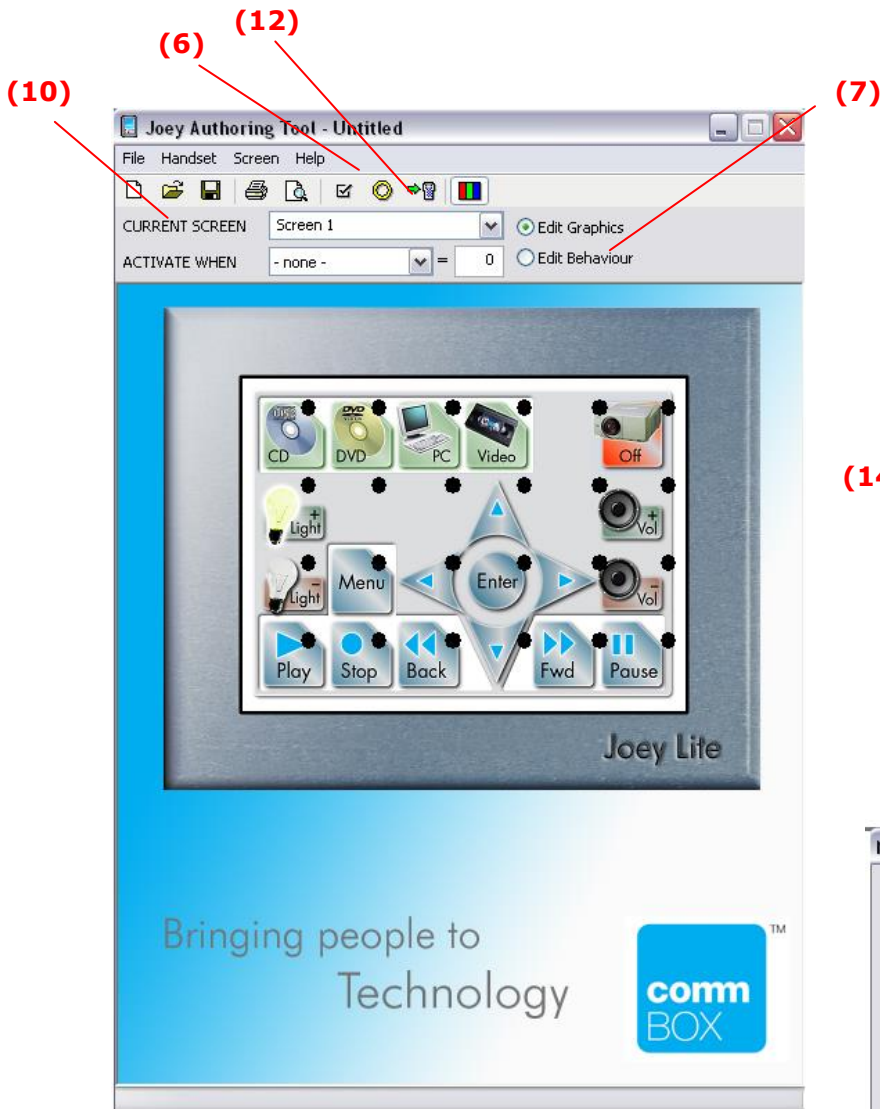 (12)
(6)
(10)
(7)
Joey Authoring Tool - Untitled
File Handset Screen Help
CURRENT SCREEN Screen 1 Edit Graphics
ACTIVATE WHEN - none - = 0 Edit Behaviour
(14
DISC DVD
CD DVD PC Video Off
+ Light + Vol
- Light Menu Enter - Vol
Play Stop Back Fwd Pause
Joey Lite
Bringing people to
Technology
TM
comm
BOX